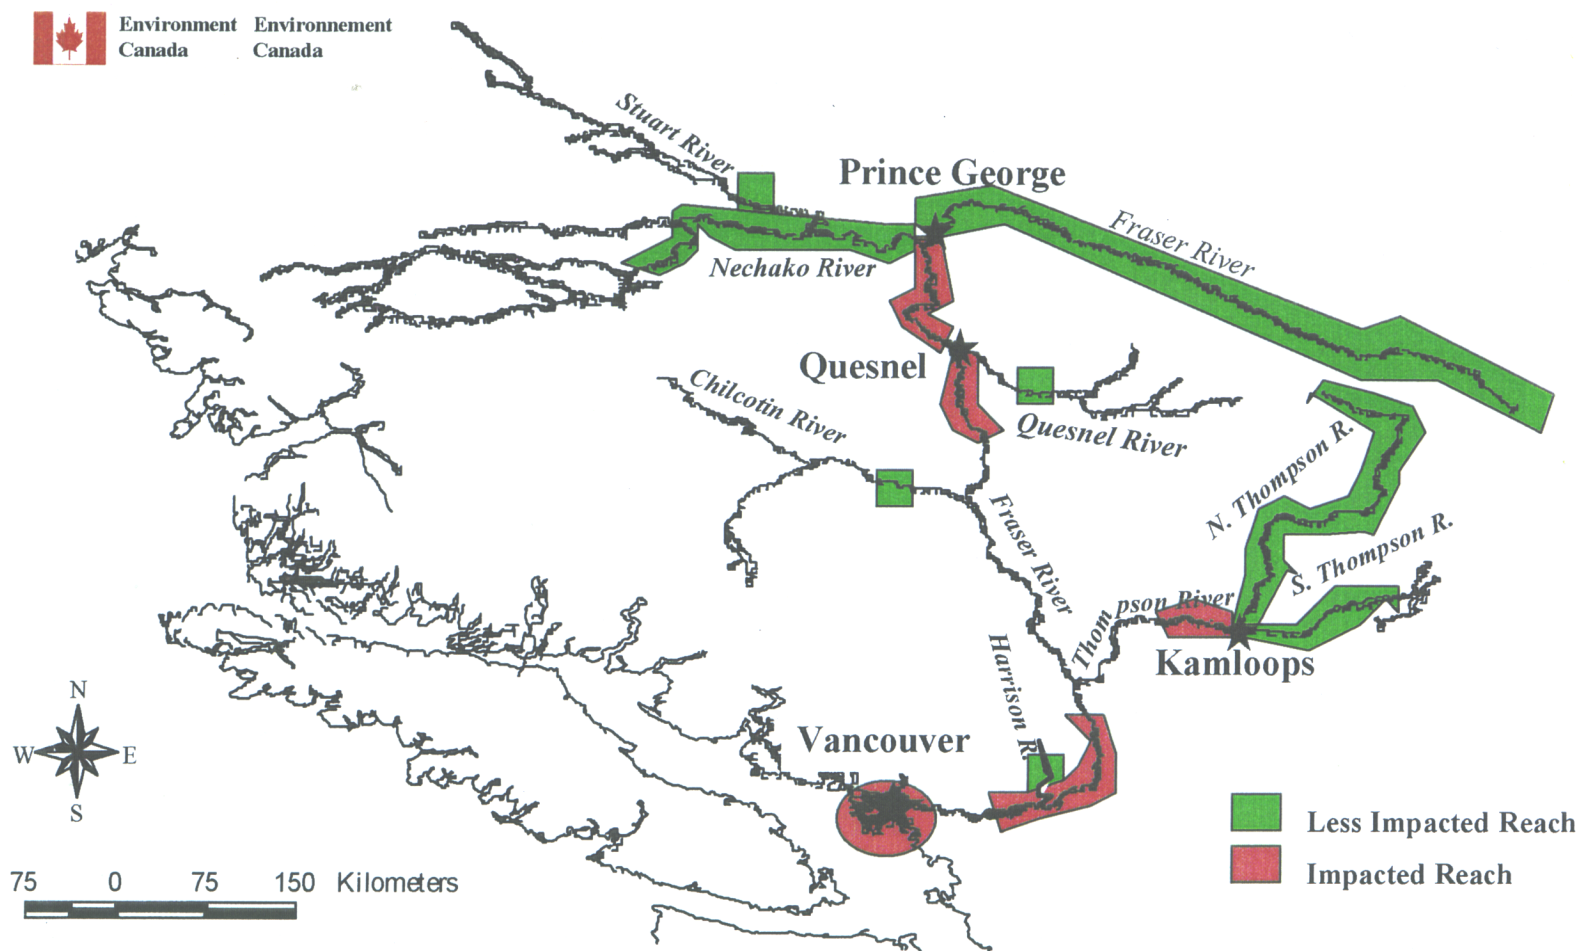 Environment Environnement
Canada Canada
Stuart River
Prince George
Fraser River
Nechako River
Quesnel
Chilcotin River
Quesnel River
N. Thompson R.
Fraser River
S. Thompson R.
Thompson River
Harrison R.
Kamloops
N
W E
S
Vancouver
Less Impacted Reach
Impacted Reach
75 0 75 150 Kilometers